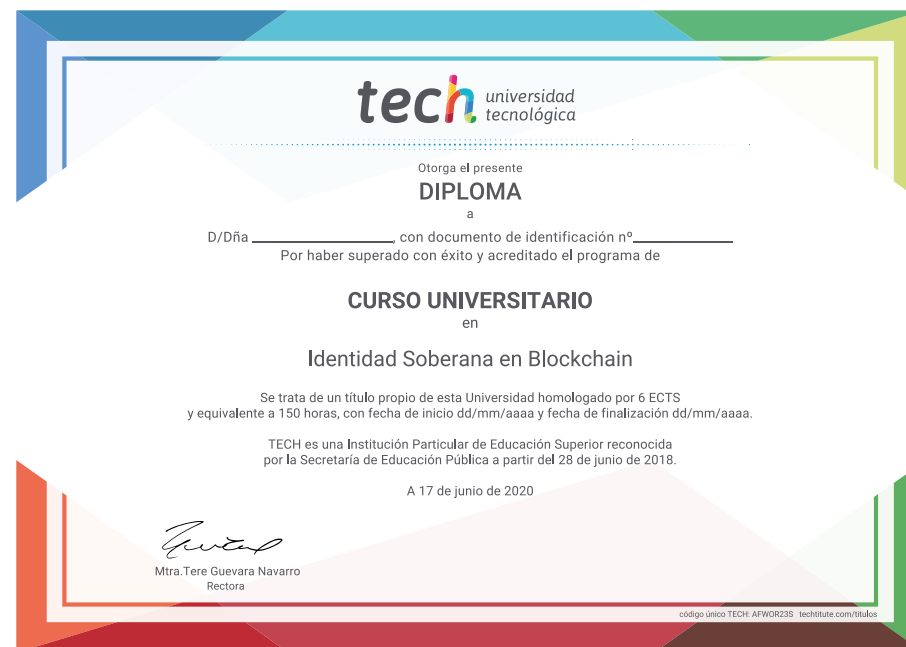 tech universidad
tecnológica
Otorga el presente
DIPLOMA
a
D/Dña ____________________, con documento de identificación nº______________
Por haber superado con éxito y acreditado el programa de
CURSO UNIVERSITARIO
en
Identidad Soberana en Blockchain
Se trata de un título propio de esta Universidad homologado por 6 ECTS
y equivalente a 150 horas, con fecha de inicio dd/mm/aaaa y fecha de finalización dd/mm/aaaa.
TECH es una Institución Particular de Educación Superior reconocida
por la Secretaría de Educación Pública a partir del 28 de junio de 2018.
A 17 de junio de 2020
Mtra.Tere Guevara Navarro
Rectora
código único TECH: AFWOR23S techtitute.com/titulos